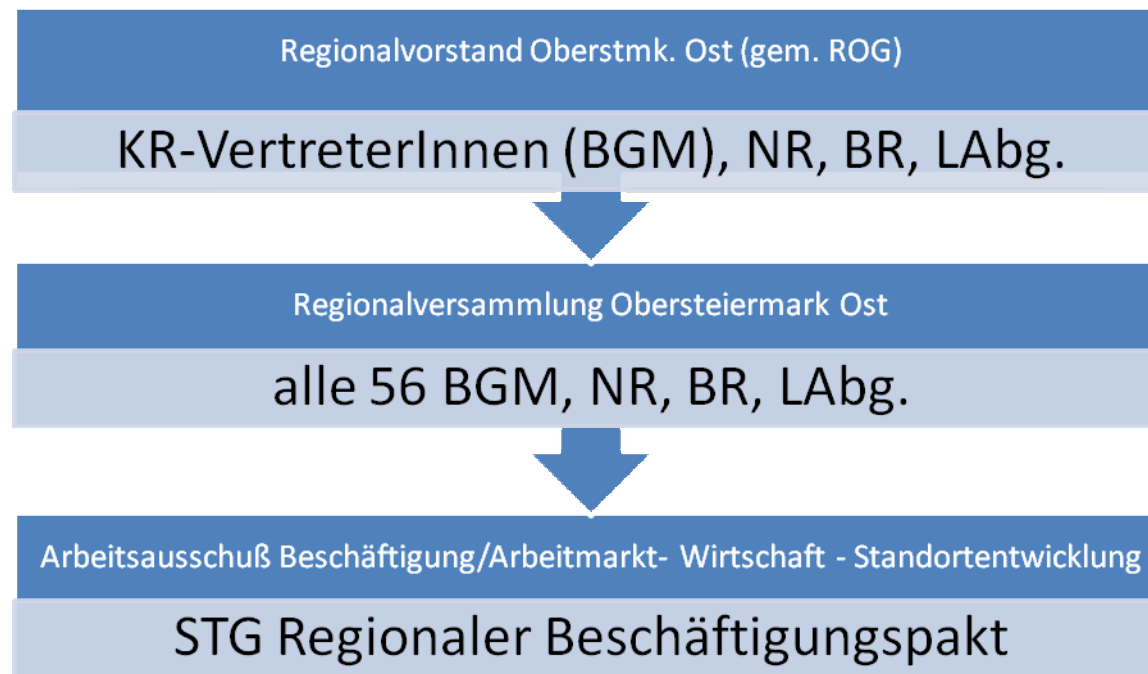 Regionalvorstand Oberstmk. Ost (gem. ROG)
KR-VertreterInnen (BGM), NR, BR, LAbg.
Regionalversammlung Obersteiermark Ost
alle 56 BGM, NR, BR, LAbg.
Arbeitsausschuß Beschäftigung/Arbeitmarkt- Wirtschaft - Standortentwicklung
STG Regionaler Beschäftigungspakt